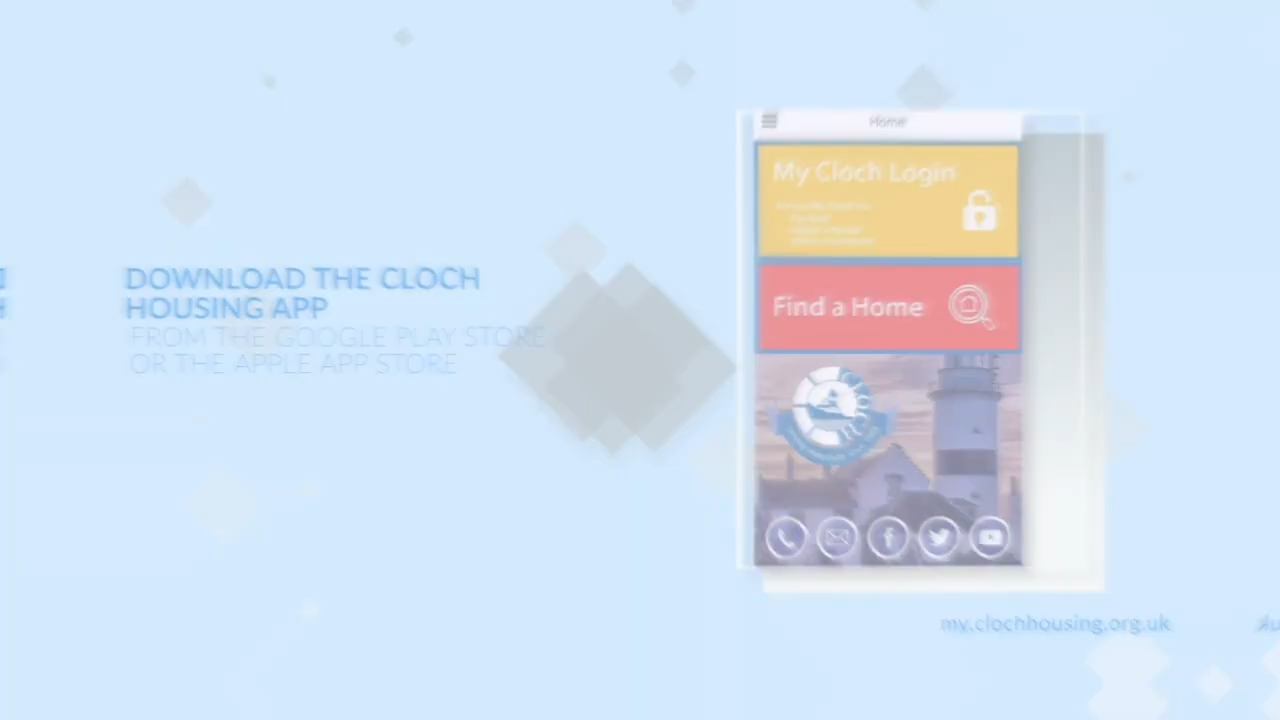 DOWNLOAD THE CLOCH
HOUSING APP
FROM THE GOOGLE PLAY STORE
OR THE APPLE APP STORE
Home
My Cloch Login
Find a Home
CLOCH
my.clochhousing.org.uk